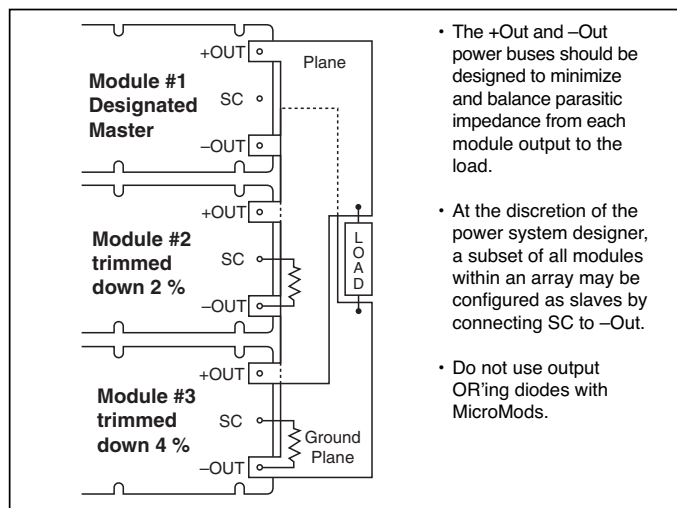 +OUT
Plane
Module #1
Designated
Master
SC
–OUT
+OUT
Module #2
trimmed
down 2 %
SC
–OUT
LOAD
+OUT
Module #3
trimmed
down 4 %
SC
Ground
Plane
–OUT
• The +Out and –Out
power buses should be
designed to minimize
and balance parasitic
impedance from each
module output to the
load.
• At the discretion of the
power system designer,
a subset of all modules
within an array may be
configured as slaves by
connecting SC to –Out.
• Do not use output
OR'ing diodes with
MicroMods.